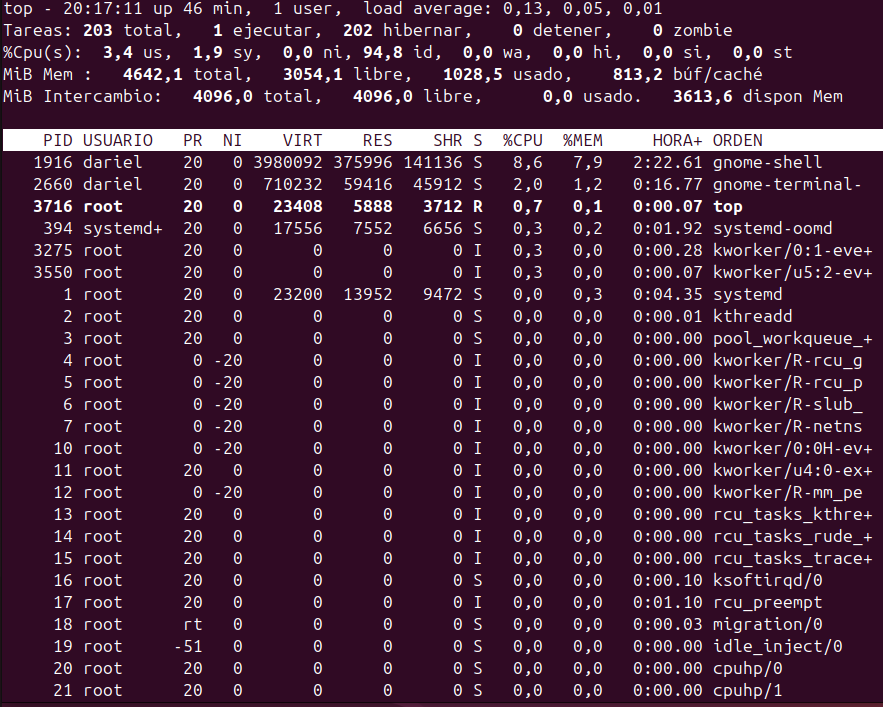 top - 20:17:11 up 46 min,  1 user,  load average: 0,13, 0,05, 0,01
Tareas: 203 total,   1 ejecutar, 202 hibernar,    0 detener,    0 zombie
%Cpu(s):  3,4 us,  1,9 sy,  0,0 ni, 94,8 id,  0,0 wa,  0,0 hi,  0,0 si,  0,0 st
MiB Mem :   4642,1 total,   3054,1 libre,   1028,5 usado,    813,2 búf/caché
MiB Intercambio:   4096,0 total,   4096,0 libre,      0,0 usado.   3613,6 dispon Mem
PID USUARIO   PR  NI    VIRT    RES    SHR S  %CPU  %MEM     HORA+ ORDEN
1916 dariel    20   0 3980092 375996 141136 S   8,6   7,9   2:22.61 gnome-shell
2660 dariel    20   0  710232  59416  45912 S   2,0   1,2   0:16.77 gnome-terminal-
3716 root      20   0   23408   5888   3712 R   0,7   0,1   0:00.07 top
394 systemd+  20   0   17556   7552   6656 S   0,3   0,2   0:01.92 systemd-oomd
3275 root      20   0       0      0      0 I   0,3   0,0   0:00.28 kworker/0:1-eve+
3550 root      20   0       0      0      0 I   0,3   0,0   0:00.07 kworker/u5:2-ev+
1 root      20   0   23200  13952   9472 S   0,0   0,3   0:04.35 systemd
2 root      20   0       0      0      0 S   0,0   0,0   0:00.01 kthreadd
3 root      20   0       0      0      0 S   0,0   0,0   0:00.00 pool_workqueue_+
4 root       0 -20       0      0      0 I   0,0   0,0   0:00.00 kworker/R-rcu_g
5 root       0 -20       0      0      0 I   0,0   0,0   0:00.00 kworker/R-rcu_p
6 root       0 -20       0      0      0 I   0,0   0,0   0:00.00 kworker/R-slub_
7 root       0 -20       0      0      0 I   0,0   0,0   0:00.00 kworker/R-netns
10 root       0 -20       0      0      0 I   0,0   0,0   0:00.00 kworker/0:0H-ev+
11 root      20   0       0      0      0 I   0,0   0,0   0:00.00 kworker/u4:0-ex+
12 root       0 -20       0      0      0 I   0,0   0,0   0:00.00 kworker/R-mm_pe
13 root      20   0       0      0      0 I   0,0   0,0   0:00.00 rcu_tasks_kthre+
14 root      20   0       0      0      0 I   0,0   0,0   0:00.00 rcu_tasks_rude_+
15 root      20   0       0      0      0 I   0,0   0,0   0:00.00 rcu_tasks_trace+
16 root      20   0       0      0      0 S   0,0   0,0   0:00.10 ksoftirqd/0
17 root      20   0       0      0      0 I   0,0   0,0   0:01.10 rcu_preempt
18 root      rt   0       0      0      0 S   0,0   0,0   0:00.03 migration/0
19 root     -51   0       0      0      0 S   0,0   0,0   0:00.00 idle_inject/0
20 root      20   0       0      0      0 S   0,0   0,0   0:00.00 cpuhp/0
21 root      20   0       0      0      0 S   0,0   0,0   0:00.00 cpuhp/1